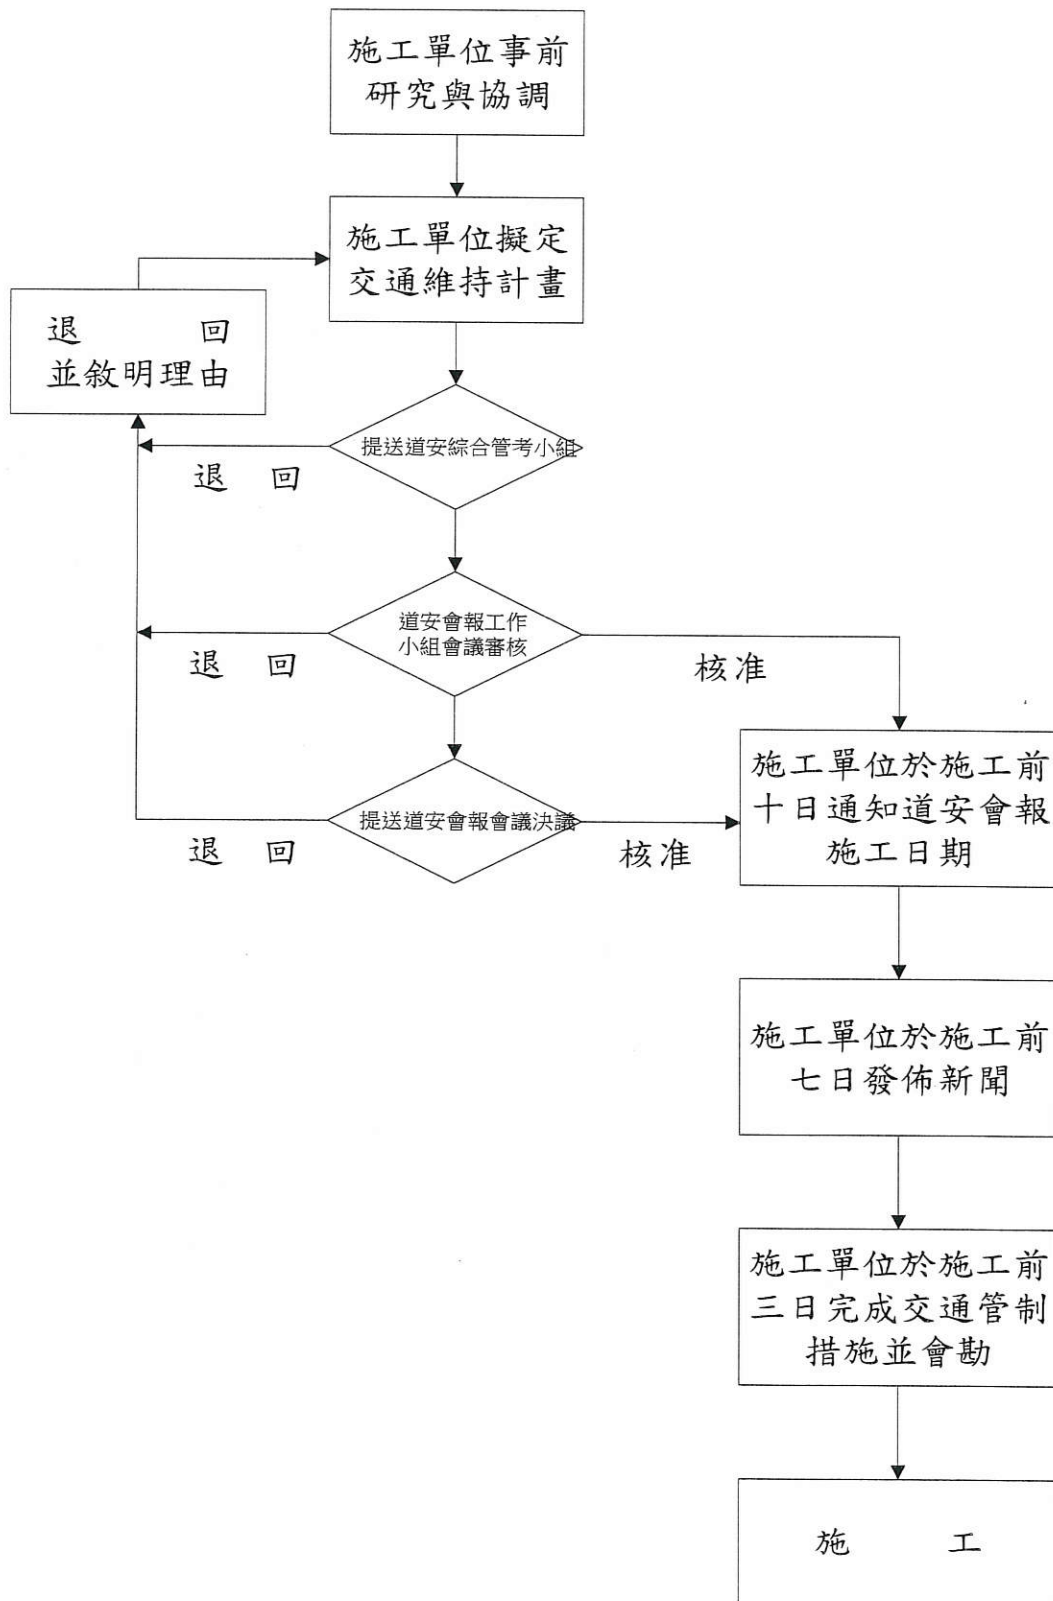 施工單位事前
研究與協調
施工單位擬定
交通維持計畫
退 回
並敘明理由
提送道安綜合管考小組
退 回
道安會報工作
小組會議審核
退 回
核准
提送道安會報會議決議
退 回
核准
施工單位於施工前
十日通知道安會報
施工日期
施工單位於施工前
七日發佈新聞
施工單位於施工前
三日完成交通管制
措施並會勘
施 工